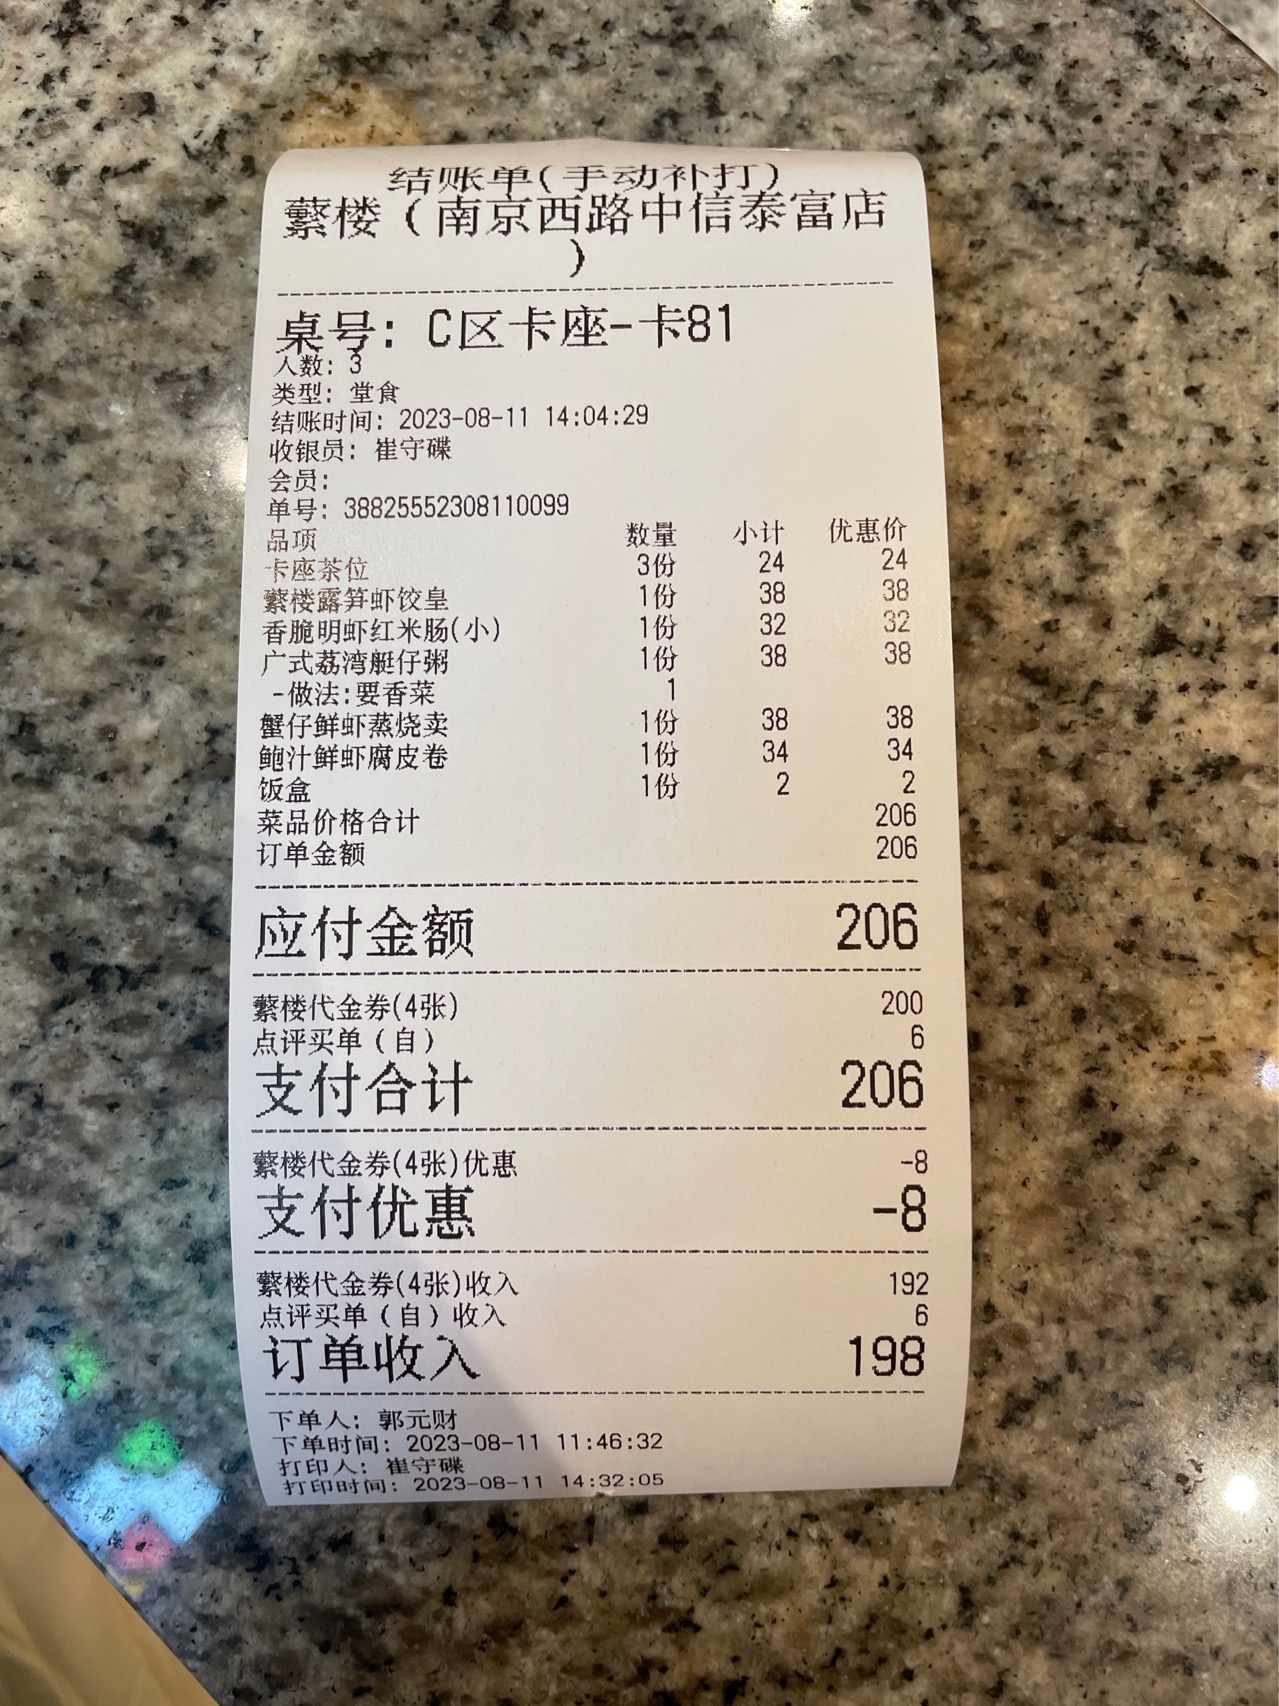 结账单(手动补打)
蘩楼(南京西路中信泰富店
)
桌号: C区卡座-卡81
人数: 3
类型: 堂食
结账时间: 2023-08-11 14:04:29
收银员: 崔守碟
会员:
单号: 38825552308110099
品项 数量 小计 优惠价
卡座茶位 3份 24 24
蘩楼露笋虾饺皇 1份 38 38
香脆明虾红米肠(小) 1份 32 32
广式荔湾艇仔粥 1份 38 38
-做法:要香菜 1
蟹仔鲜虾蒸烧卖 1份 38 38
鲍汁鲜虾腐皮卷 1份 34 34
饭盒 1份 2 2
菜品价格合计 206
订单金额 206
应付金额 206
蘩楼代金券(4张) 200
点评买单(自) 6
支付合计 206
蘩楼代金券(4张)优惠 -8
支付优惠 -8
蘩楼代金券(4张)收入 192
点评买单(自)收入 6
订单收入 198
下单人: 郭元财
下单时间: 2023-08-11 11:46:32
打印人: 崔守碟
打印时间: 2023-08-11 14:32:05